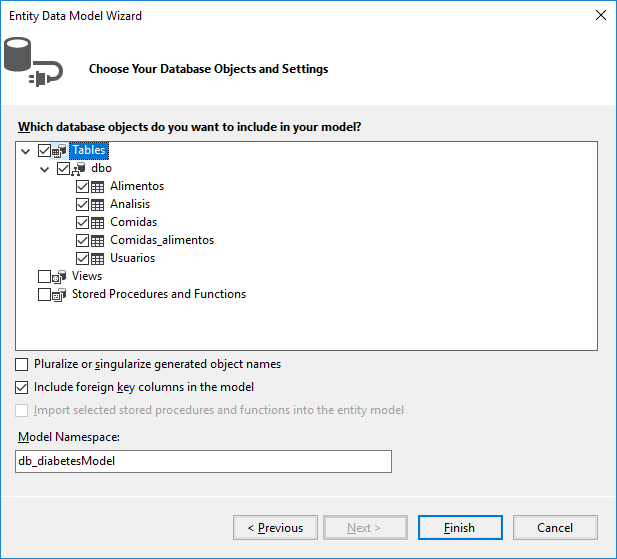 Entity Data Model Wizard
Choose Your Database Objects and Settings
Which database objects do you want to include in your model?
Tables
dbo
Alimentos
Analisis
Comidas
Comidas_alimentos
Usuarios
Views
Stored Procedures and Functions
Pluralize or singularize generated object names
Include foreign key columns in the model
Import selected stored procedures and functions into the entity model
Model Namespace:
db_diabetesModel
< Previous Next > Finish Cancel